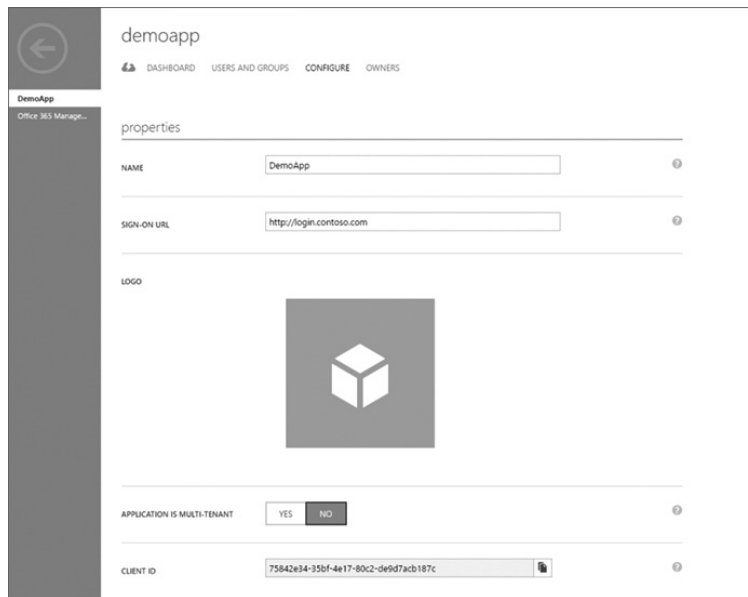 demoapp
DASHBOARD USERS AND GROUPS CONFIGURE OWNERS
DemoApp
Office 365 Manage...
properties
NAME DemoApp ?
SIGN-ON URL http://login.contoso.com ?
LOGO
APPLICATION IS MULTI-TENANT YES NO ?
CLIENT ID 75842e34-35bf-4e17-80c2-de9d7acb187c ?